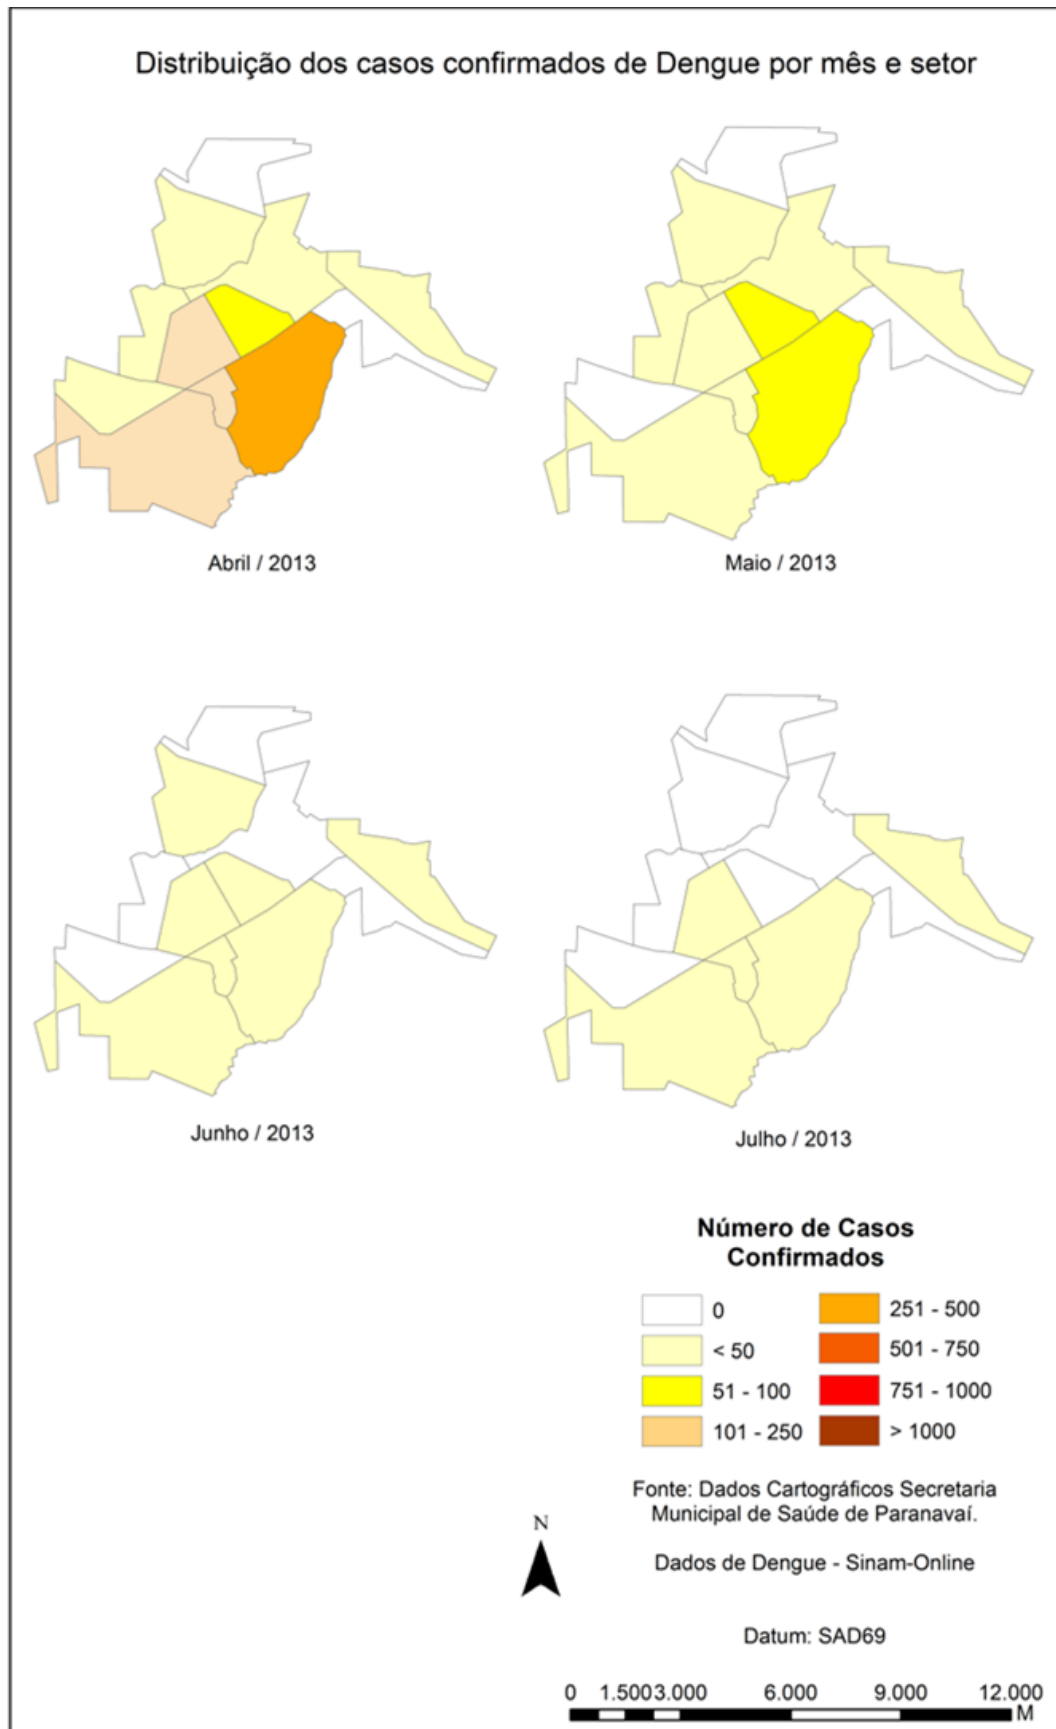 Distribuição dos casos confirmados de Dengue por mês e setor
Abril / 2013
Maio / 2013
Junho / 2013
Julho / 2013
Número de Casos
Confirmados
0
251 - 500
< 50
501 - 750
51 - 100
751 - 1000
101 - 250
> 1000
Fonte: Dados Cartográficos Secretaria
Municipal de Saúde de Paranavaí.
N
Dados de Dengue - Sinam-Online
Datum: SAD69
0 1.500 3.000 6.000 9.000 12.000
M